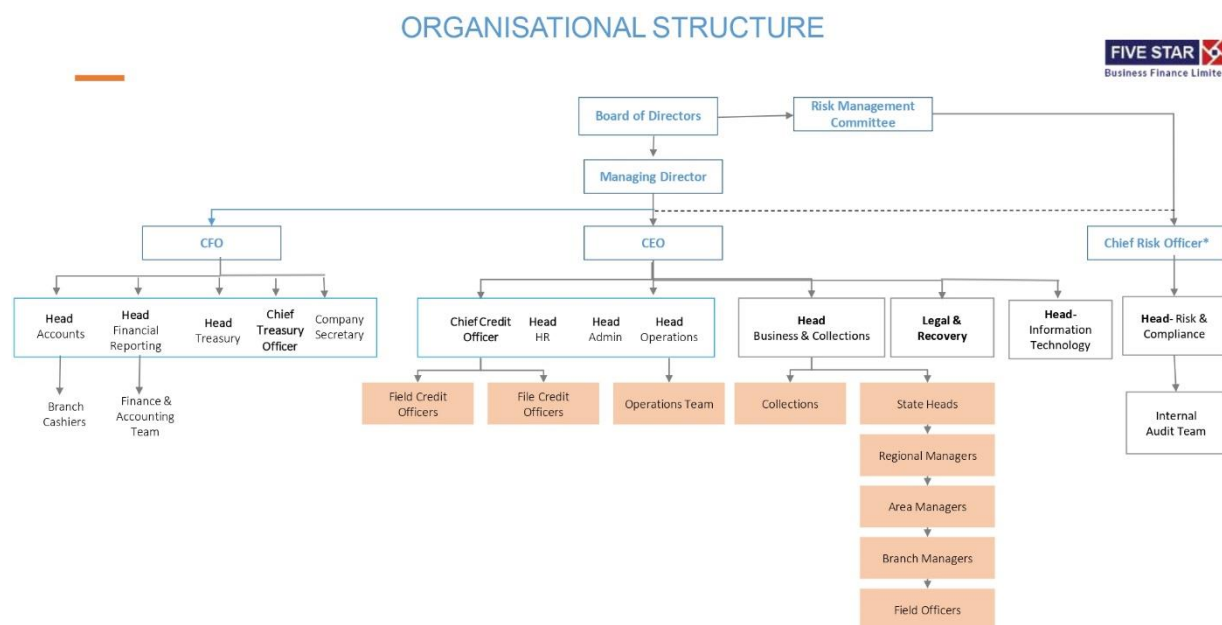 ORGANISATIONAL STRUCTURE
FIVE STAR
Business Finance Limite
Board of Directors
Risk Management
Committee
Managing Director
CFO
CEO
Chief Risk Officer*
Head
Accounts
Head
Financial
Reporting
Head
Treasury
Chief
Treasury
Officer
Company
Secretary
Chief Credit
Officer
Head
HR
Head
Admin
Head
Operations
Head
Business & Collections
Legal &
Recovery
Head-
Information
Technology
Head- Risk &
Compliance
Branch
Cashiers
Finance &
Accounting
Team
Field Credit
Officers
File Credit
Officers
Operations Team
Collections
State Heads
Internal
Audit Team
Regional Managers
Area Managers
Branch Managers
Field Officers